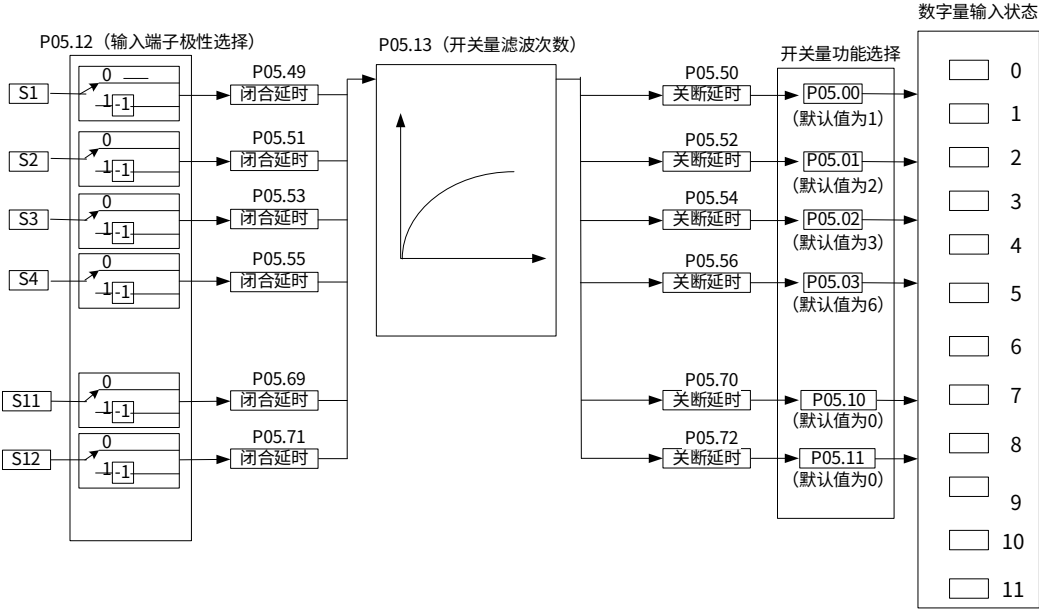 数字量输入状态
P05.12（输入端子极性选择）
P05.13（开关量滤波次数）
开关量功能选择
S1
0
1
-1
P05.49
闭合延时
P05.50
关断延时
P05.00
（默认值为1）
S2
0
1
-1
P05.51
闭合延时
P05.52
关断延时
P05.01
（默认值为2）
S3
0
1
-1
P05.53
闭合延时
P05.54
关断延时
P05.02
（默认值为3）
S4
0
1
-1
P05.55
闭合延时
P05.56
关断延时
P05.03
（默认值为6）
S11
0
1
-1
P05.69
闭合延时
P05.70
关断延时
P05.10
（默认值为0）
S12
0
1
-1
P05.71
闭合延时
P05.72
关断延时
P05.11
（默认值为0）
0
1
2
3
4
5
6
7
8
9
10
11